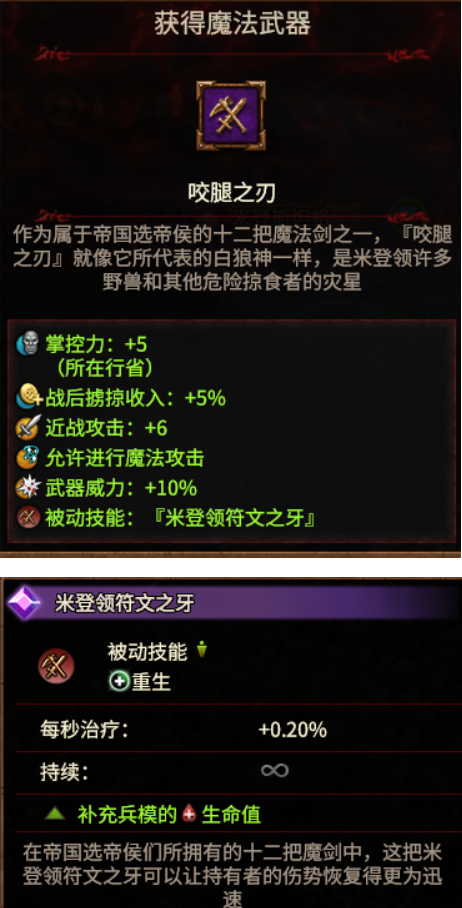 获得魔法武器
咬腿之刃
作为属于帝国选帝侯的十二把魔法剑之一，『咬腿
之刃』就像它所代表的白狼神一样，是米登领许多
野兽和其他危险掠食者的灾星
掌控力：+5
（所在行省）
战后掳掠收入：+5%
近战攻击：+6
允许进行魔法攻击
武器威力：+10%
被动技能：『米登领符文之牙』
米登领符文之牙
被动技能
重生
每秒治疗： +0.20%
持续： ∞
补充兵模的生命值
在帝国选帝侯们所拥有的十二把魔剑中，这把米
登领符文之牙可以让持有者的伤势恢复得更为迅
速